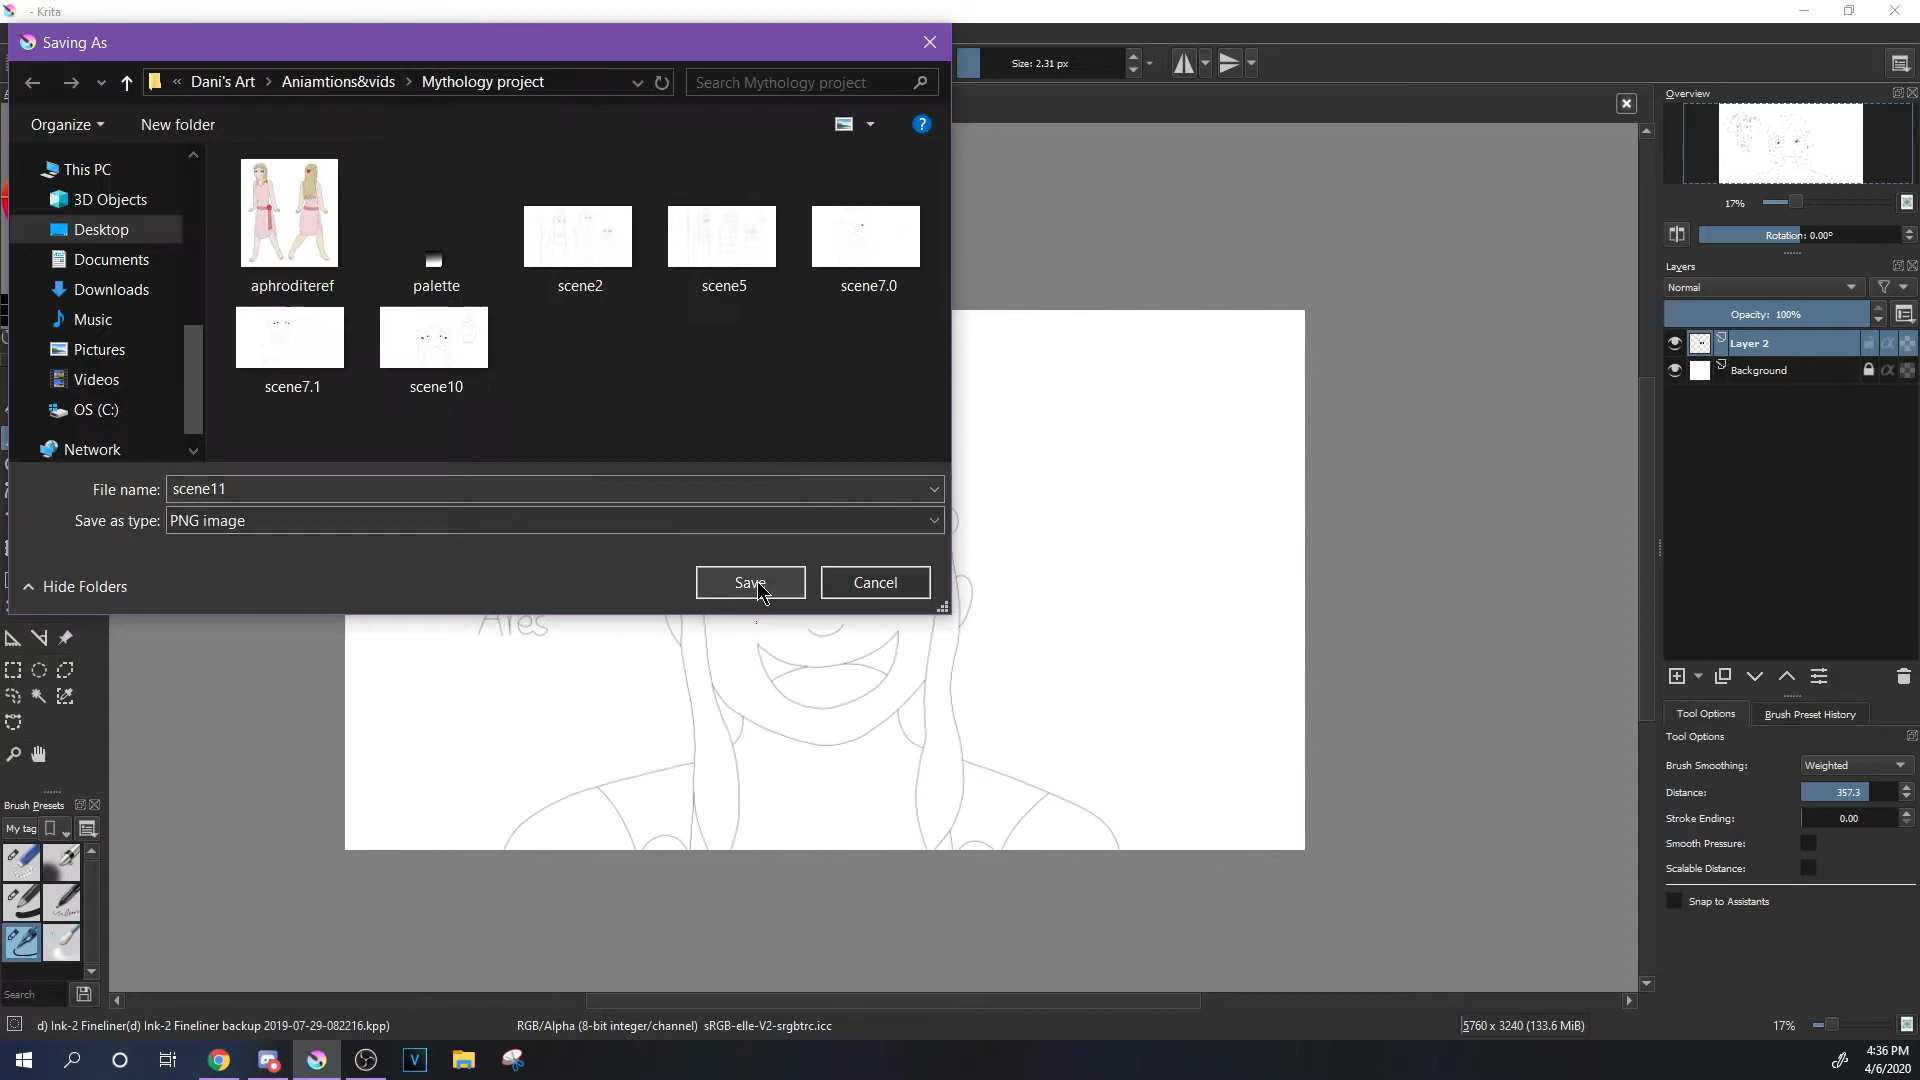 - Krita
Saving As
« Dani's Art > Aniamtions&vids > Mythology project
Search Mythology project
Organize
New folder
?
This PC
3D Objects
Desktop
Documents
Downloads
Music
Pictures
Videos
OS (C:)
Network
aphroditeref
palette
scene2
scene5
scene7.0
scene7.1
scene10
File name: scene11
Save as type: PNG image
Hide Folders
Save
Cancel
Size: 2.31 px
Overview
17%
Rotation: 0.00°
Layers
Normal
Opacity: 100%
Layer 2
Background
Tool Options
Brush Preset History
Tool Options
Brush Smoothing: Weighted
Distance: 357.3
Stroke Ending: 0.00
Smooth Pressure:
Scalable Distance:
Snap to Assistants
Ares
Brush Presets
My tag
Search
d) Ink-2 Fineliner(d) Ink-2 Fineliner backup 2019-07-29-082216.kpp)
RGB/Alpha (8-bit integer/channel) sRGB-elle-V2-srgbtrc.icc
5760 x 3240 (133.6 MiB)
17%
V
4:36 PM
4/6/2020